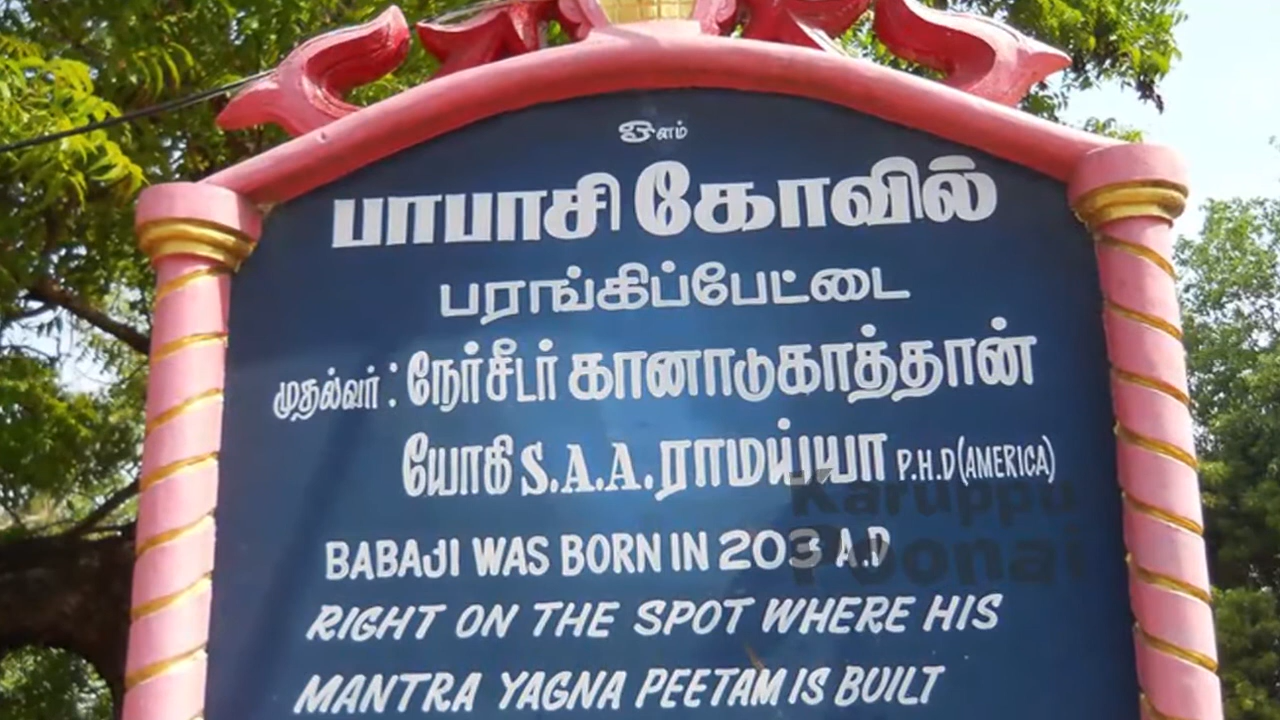 ஓம்
பாபாசி கோவில்
பரங்கிப்பேட்டை
முதல்வர் : நேர்சீடர் கானாடுகாத்தான்
யோகி S.A.A. ராமய்யா P.H.D (AMERICA)
Karuppu
Poonai
BABAJI WAS BORN IN 203 A.D
RIGHT ON THE SPOT WHERE HIS
MANTRA YAGNA PEETAM IS BUILT